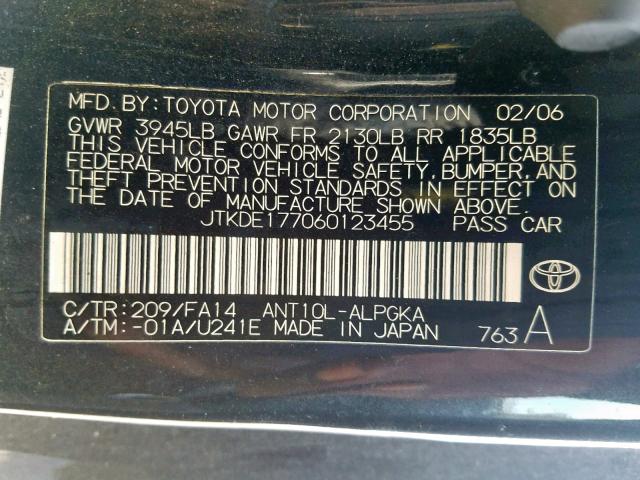 MFD. BY: TOYOTA MOTOR CORPORATION 02/06
GVWR 3945LB GAWR FR 2130LB RR 1835LB
THIS VEHICLE CONFORMS TO ALL APPLICABLE
FEDERAL MOTOR VEHICLE SAFETY, BUMPER, AND
THEFT PREVENTION STANDARDS IN EFFECT ON
THE DATE OF MANUFACTURE SHOWN ABOVE.
JTKDE177060123455 PASS CAR
C/TR: 209/FA14 ANT10L-ALPGKA
A/TM: -01A/U241E MADE IN JAPAN 763 A